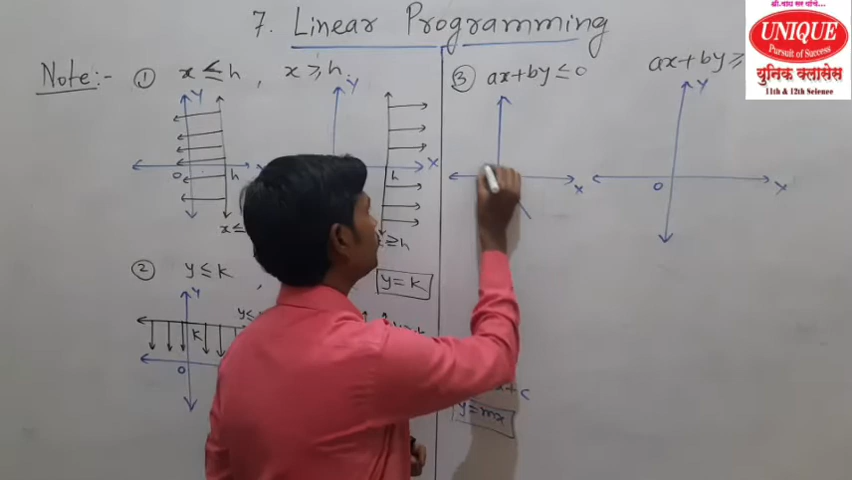 7. Linear Programming
Note:- ① x ≤ h , x ≥ h.
Y
O
h
x ≤
Y
X
h
x ≥ h
② y ≤ k ,
y = k
Y
y ≤
k
O
③ ax + by ≤ 0
X
ax + by ≥
Y
O
X
+ c
y = mx
UNIQUE
Pursuit of Success
युनिक क्लासेस
11th & 12th Science